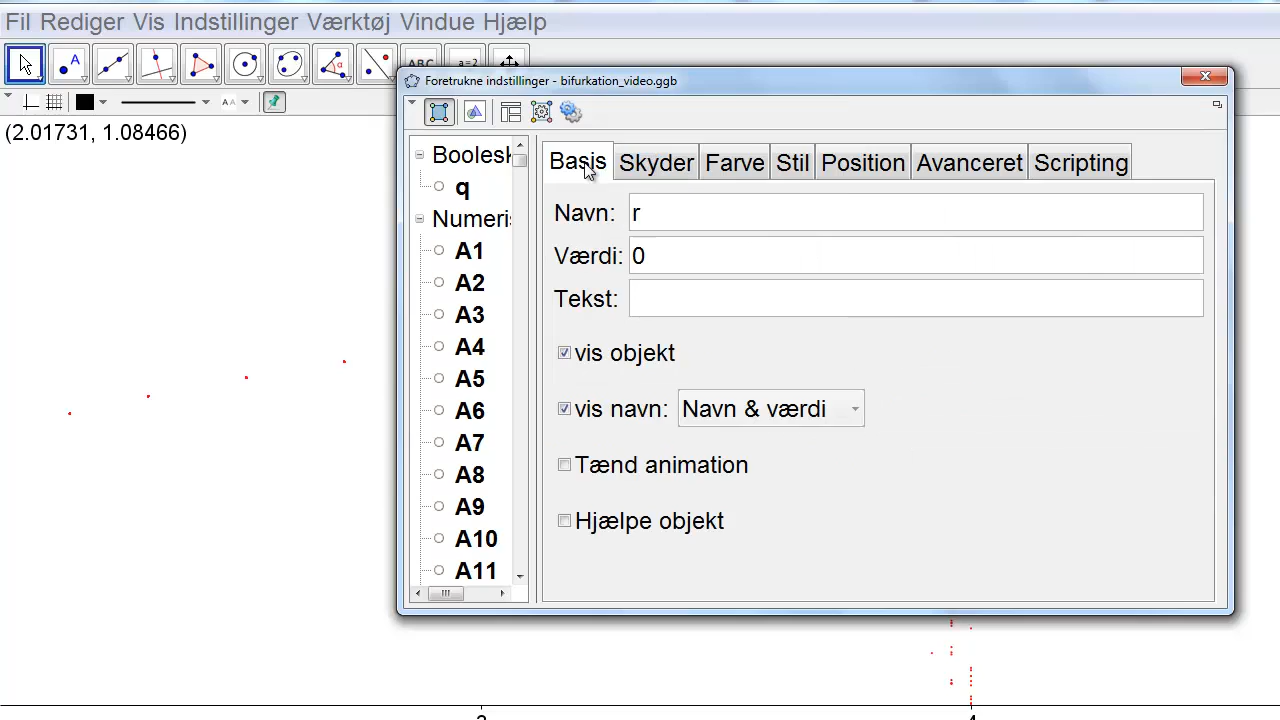 Fil Rediger Vis Indstillinger Værktøj Vindue Hjælp
A
α
ABC
a=2
Foretrukne indstillinger - bifurkation_video.ggb
A A
(2.01731, 1.08466)
Boolesk
q
Numeris
A1
A2
A3
A4
A5
A6
A7
A8
A9
A10
A11
Basis Skyder Farve Stil Position Avanceret Scripting
Navn: r
Værdi: 0
Tekst:
vis objekt
vis navn: Navn & værdi
Tænd animation
Hjælpe objekt
4